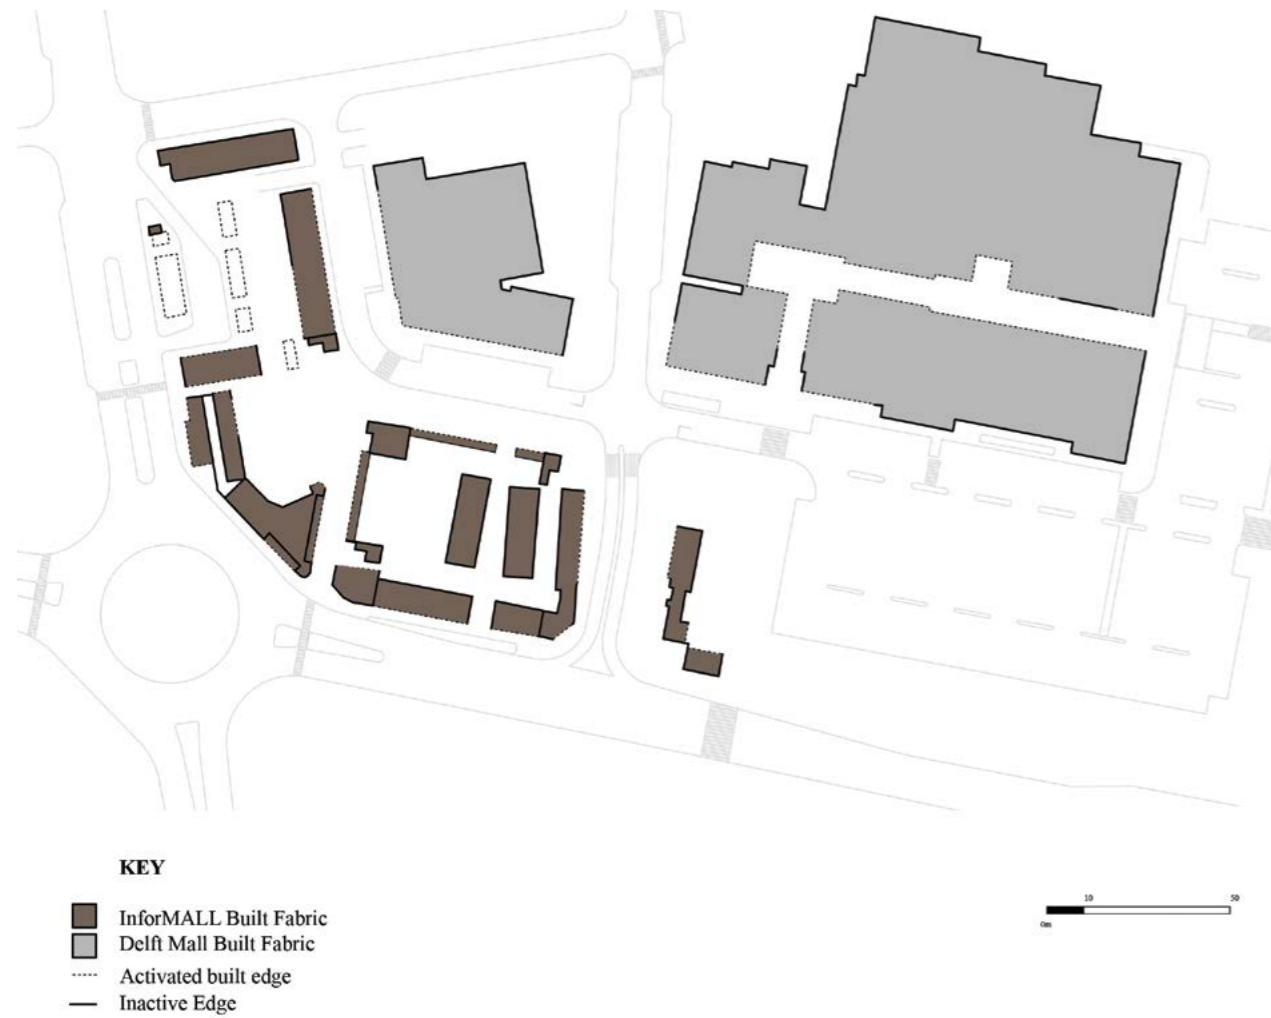 KEY
InforMALL Built Fabric
Delft Mall Built Fabric
Activated built edge
Inactive Edge
10 50
0m